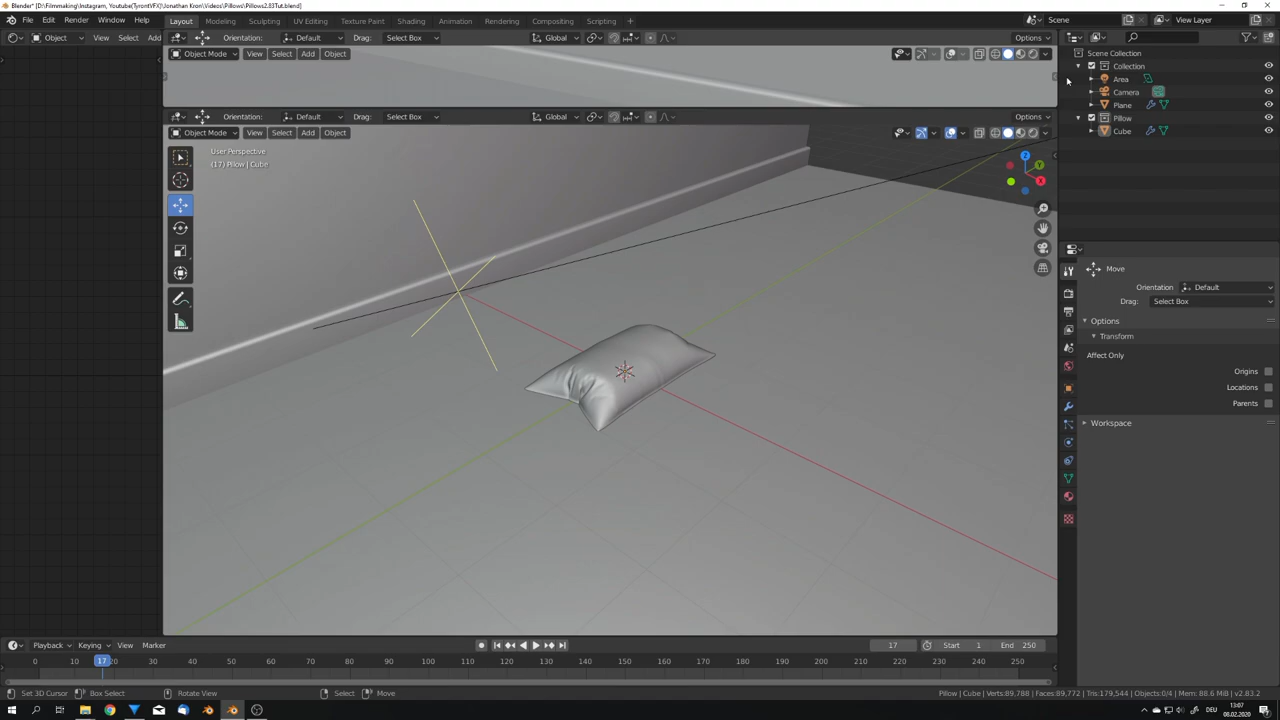 Blender* [D:\Filmmaking\Instagram, Youtube\TyrontVFX\Jonathan Kron\Videos\Pillows\Pillows2.83Tut.blend]
File Edit Render Window Help Layout Modeling Sculpting UV Editing Texture Paint Shading Animation Rendering Compositing Scripting Scene View Layer
Object View Select Add Orientation: Default Drag: Select Box Global Options
Object Mode View Select Add Object
Scene Collection
Collection
Area
Camera
Plane
Pillow
Cube
Orientation: Default Drag: Select Box Global Options
Object Mode View Select Add Object
User Perspective
(17) Pillow | Cube
Z
Y
X
Move
Orientation Default
Drag: Select Box
Options
Transform
Affect Only
Origins
Locations
Parents
Workspace
Playback Keying View Marker 17 Start 1 End 250
0 10 17 20 30 40 50 60 70 80 90 100 110 120 130 140 150 160 170 180 190 200 210 220 230 240 250
Set 3D Cursor Box Select Rotate View Select Move Pillow | Cube | Verts:89,788 | Faces:89,772 | Tris:179,544 | Objects:0/4 | Mem: 88.6 MiB | v2.83.2
DEU 13:07
08.02.2020